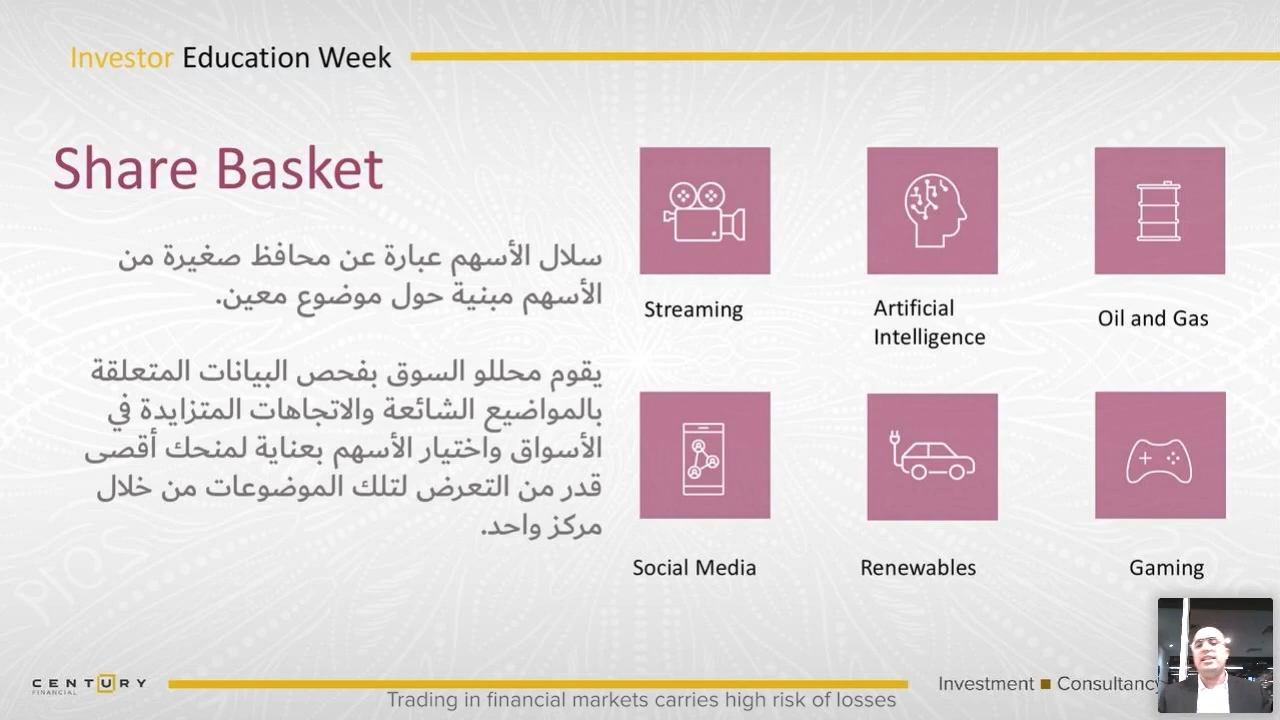 Investor Education Week
Share Basket
سلال الأسهم عبارة عن محافظ صغيرة من
الأسهم مبنية حول موضوع معين.
يقوم محللو السوق بفحص البيانات المتعلقة
بالمواضيع الشائعة والاتجاهات المتزايدة في
الأسواق واختيار الأسهم بعناية لمنحك أقصى
قدر من التعرض لتلك الموضوعات من خلال
مركز واحد.
Streaming
Artificial
Intelligence
Oil and Gas
Social Media
Renewables
Gaming
CENTURY
FINANCIAL
Trading in financial markets carries high risk of losses
Investment ■ Consultancy